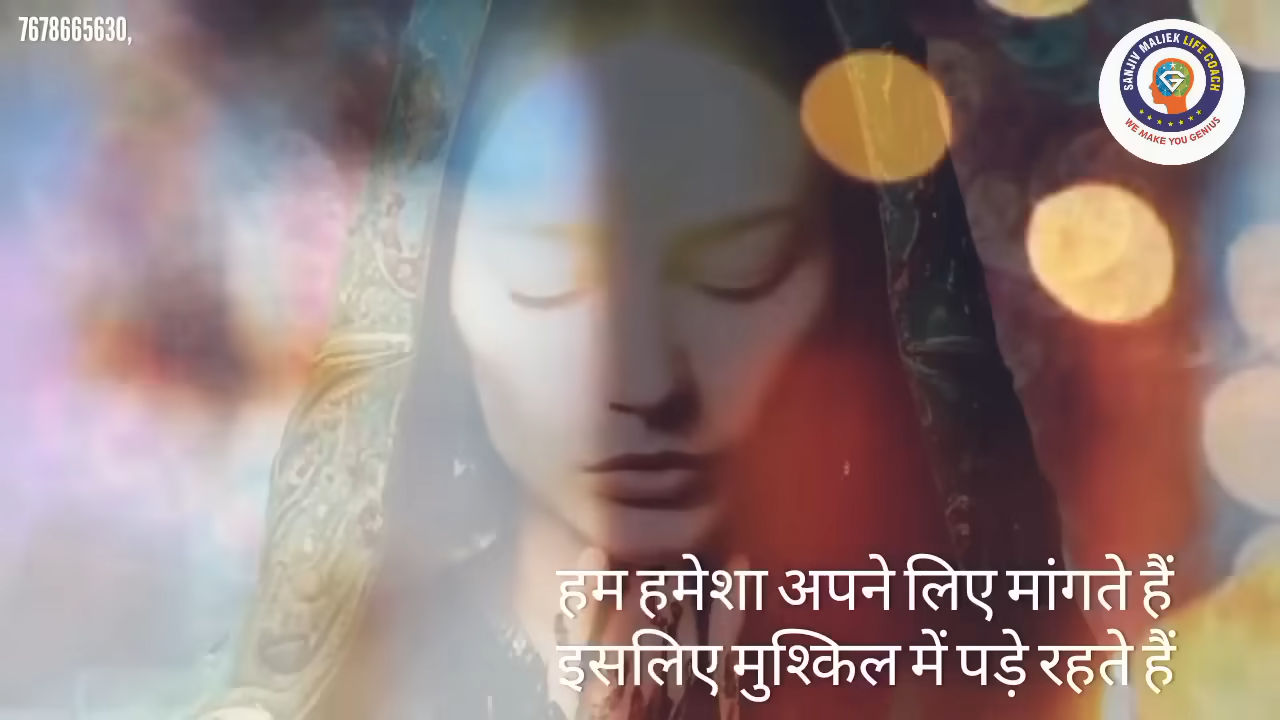 7678665630,
SANJIV MALIEK LIFE COACH
WE MAKE YOU GENIUS
हम हमेशा अपने लिए मांगते हैं
इसलिए मुश्किल में पड़े रहते हैं